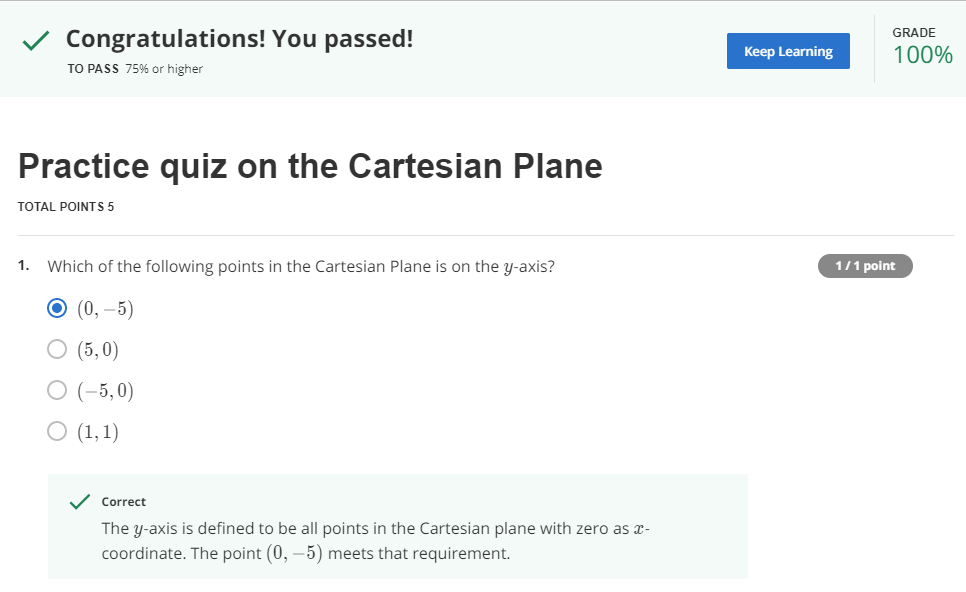 Congratulations! You passed!
TO PASS 75% or higher
Keep Learning
GRADE
100%
Practice quiz on the Cartesian Plane
TOTAL POINTS 5
1. Which of the following points in the Cartesian Plane is on the y-axis?
1 / 1 point
(0, −5)
(5, 0)
(−5, 0)
(1, 1)
Correct
The y-axis is defined to be all points in the Cartesian plane with zero as x-
coordinate. The point (0, −5) meets that requirement.